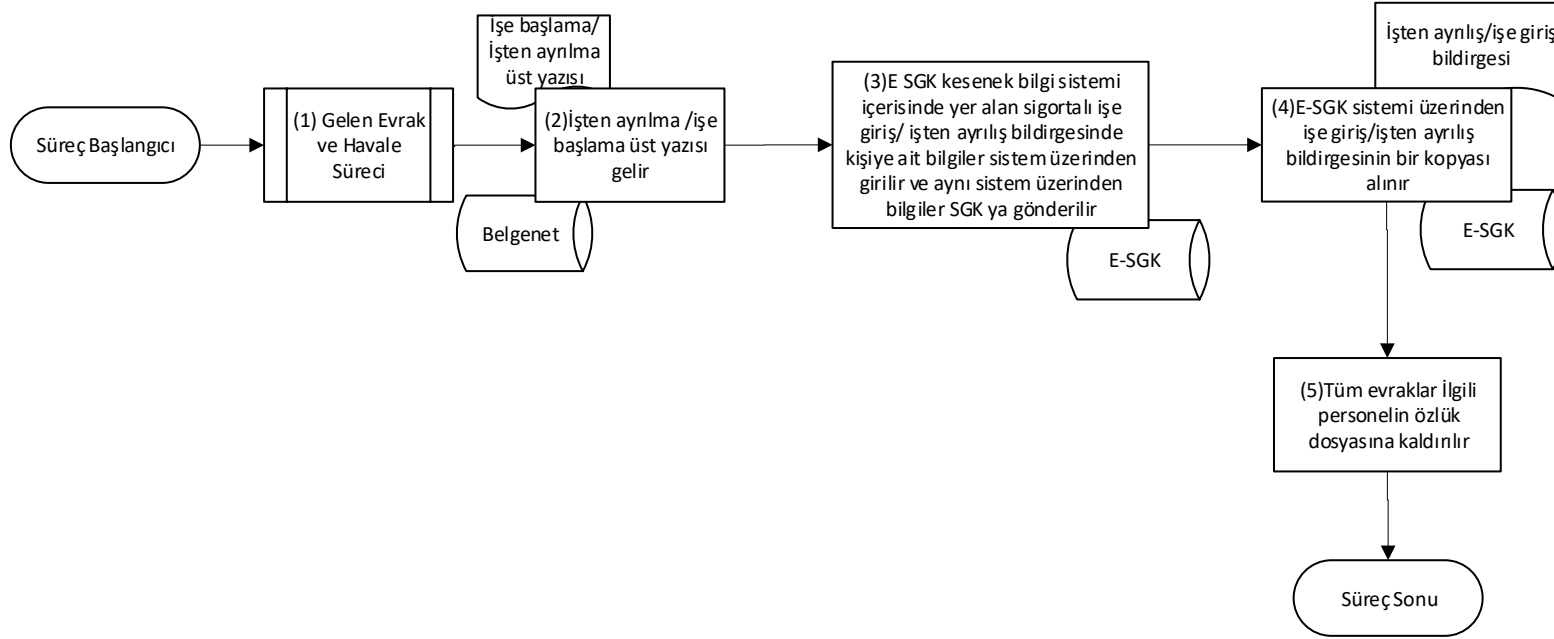 Süreç Başlangıcı
(1) Gelen Evrak
ve Havale
Süreci
İşe başlama/
İşten ayrılma
üst yazısı
(2)İşten ayrılma /işe
başlama üst yazısı
gelir
Belgenet
(3)E SGK kesenek bilgi sistemi
içerisinde yer alan sigortalı işe
giriş/ işten ayrılış bildirgesinde
kişiye ait bilgiler sistem üzerinden
girilir ve aynı sistem üzerinden
bilgiler SGK ya gönderilir
E-SGK
İşten ayrılış/işe giriş
bildirgesi
(4)E-SGK sistemi üzerinden
işe giriş/işten ayrılış
bildirgesinin bir kopyası
alınır
E-SGK
(5)Tüm evraklar İlgili
personelin özlük
dosyasına kaldırılır
Süreç Sonu